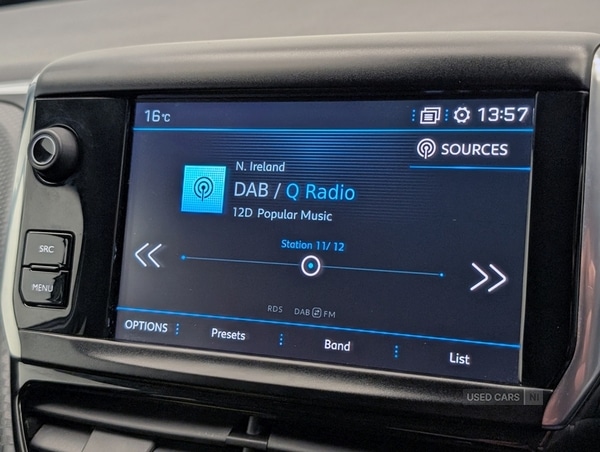 16°C 13:57
SOURCES
N. Ireland
DAB / Q Radio
12D Popular Music
Station 11/ 12
RDS DAB FM
OPTIONS Presets Band List
SRC
MENU
USED CARS NI